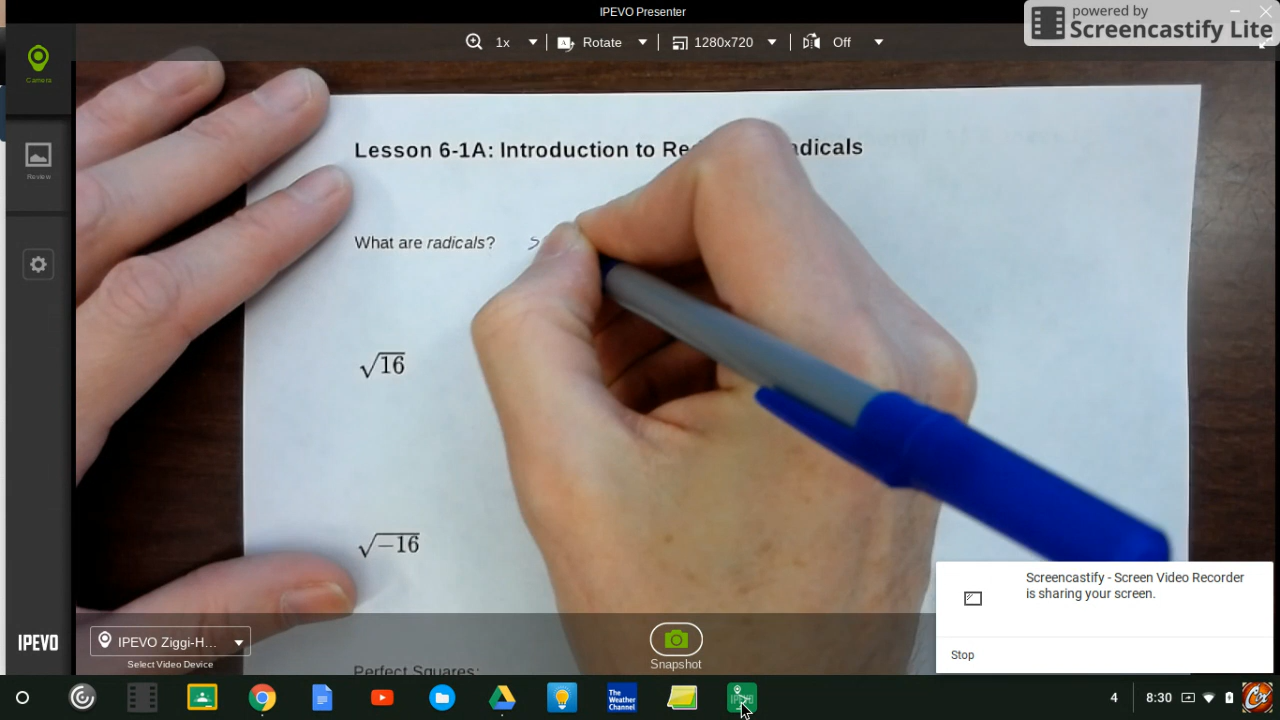 IPEVO Presenter
powered by
Screencastify Lite
1x
Rotate
1280x720
Off
Camera
Review
Lesson 6-1A: Introduction to Re adicals
What are radicals? s
√16
√-16
Perfect Squares:
IPEVO
IPEVO Ziggi-H...
Select Video Device
Snapshot
Screencastify - Screen Video Recorder
is sharing your screen.
Stop
The
Weather
Channel
4
8:30